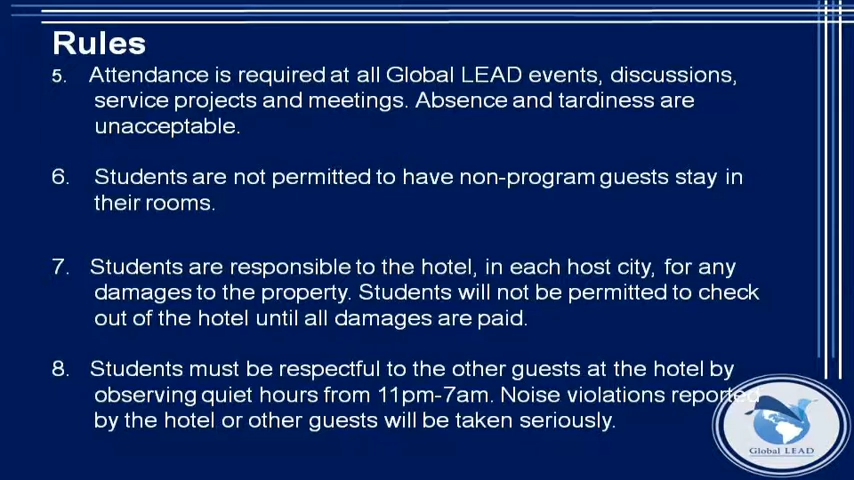 Rules
5. Attendance is required at all Global LEAD events, discussions,
service projects and meetings. Absence and tardiness are
unacceptable.
6. Students are not permitted to have non-program guests stay in
their rooms.
7. Students are responsible to the hotel, in each host city, for any
damages to the property. Students will not be permitted to check
out of the hotel until all damages are paid.
8. Students must be respectful to the other guests at the hotel by
observing quiet hours from 11pm-7am. Noise violations reported
by the hotel or other guests will be taken seriously.
Global LEAD